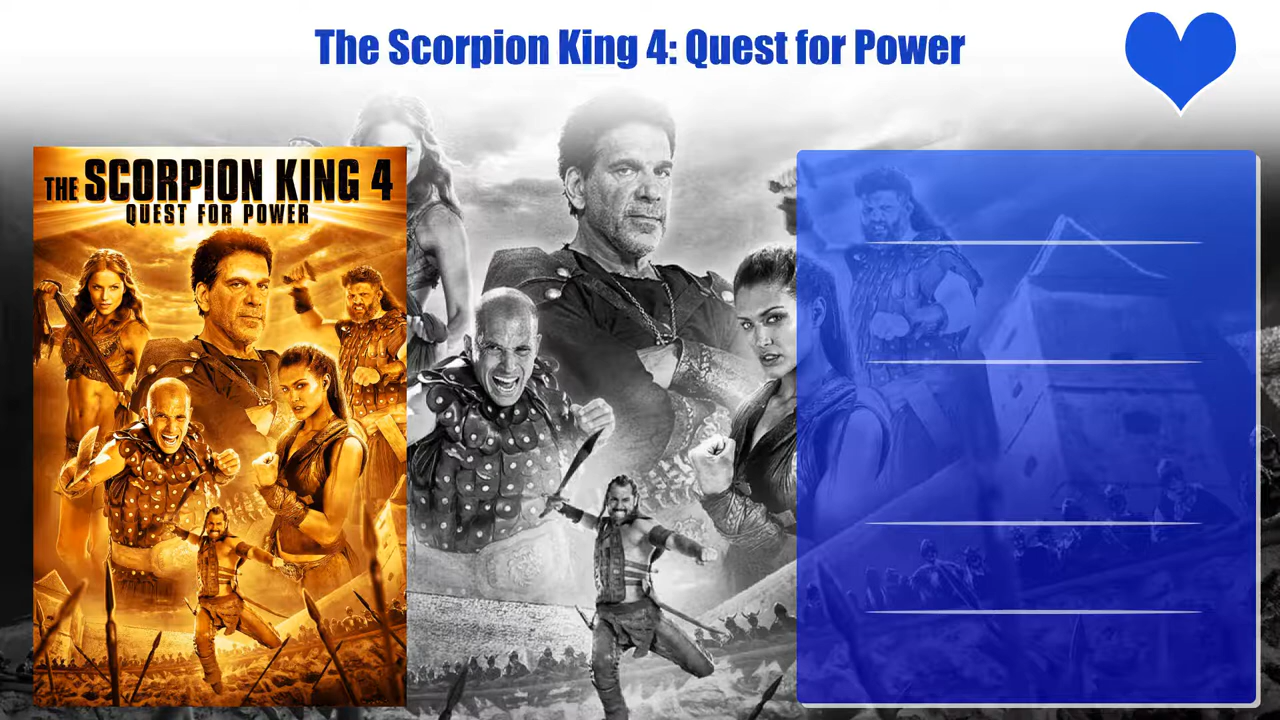 The Scorpion King 4: Quest for Power
THE SCORPION KING 4
QUEST FOR POWER